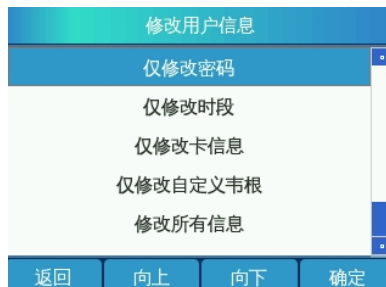 修改用户信息
仅修改密码
仅修改时段
仅修改卡信息
仅修改自定义韦根
修改所有信息
返回 向上 向下 确定